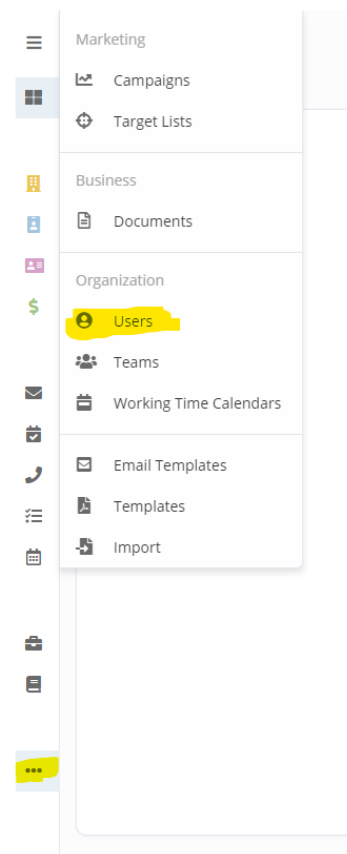 Marketing
Campaigns
Target Lists
Business
Documents
Organization
Users
Teams
Working Time Calendars
Email Templates
Templates
Import